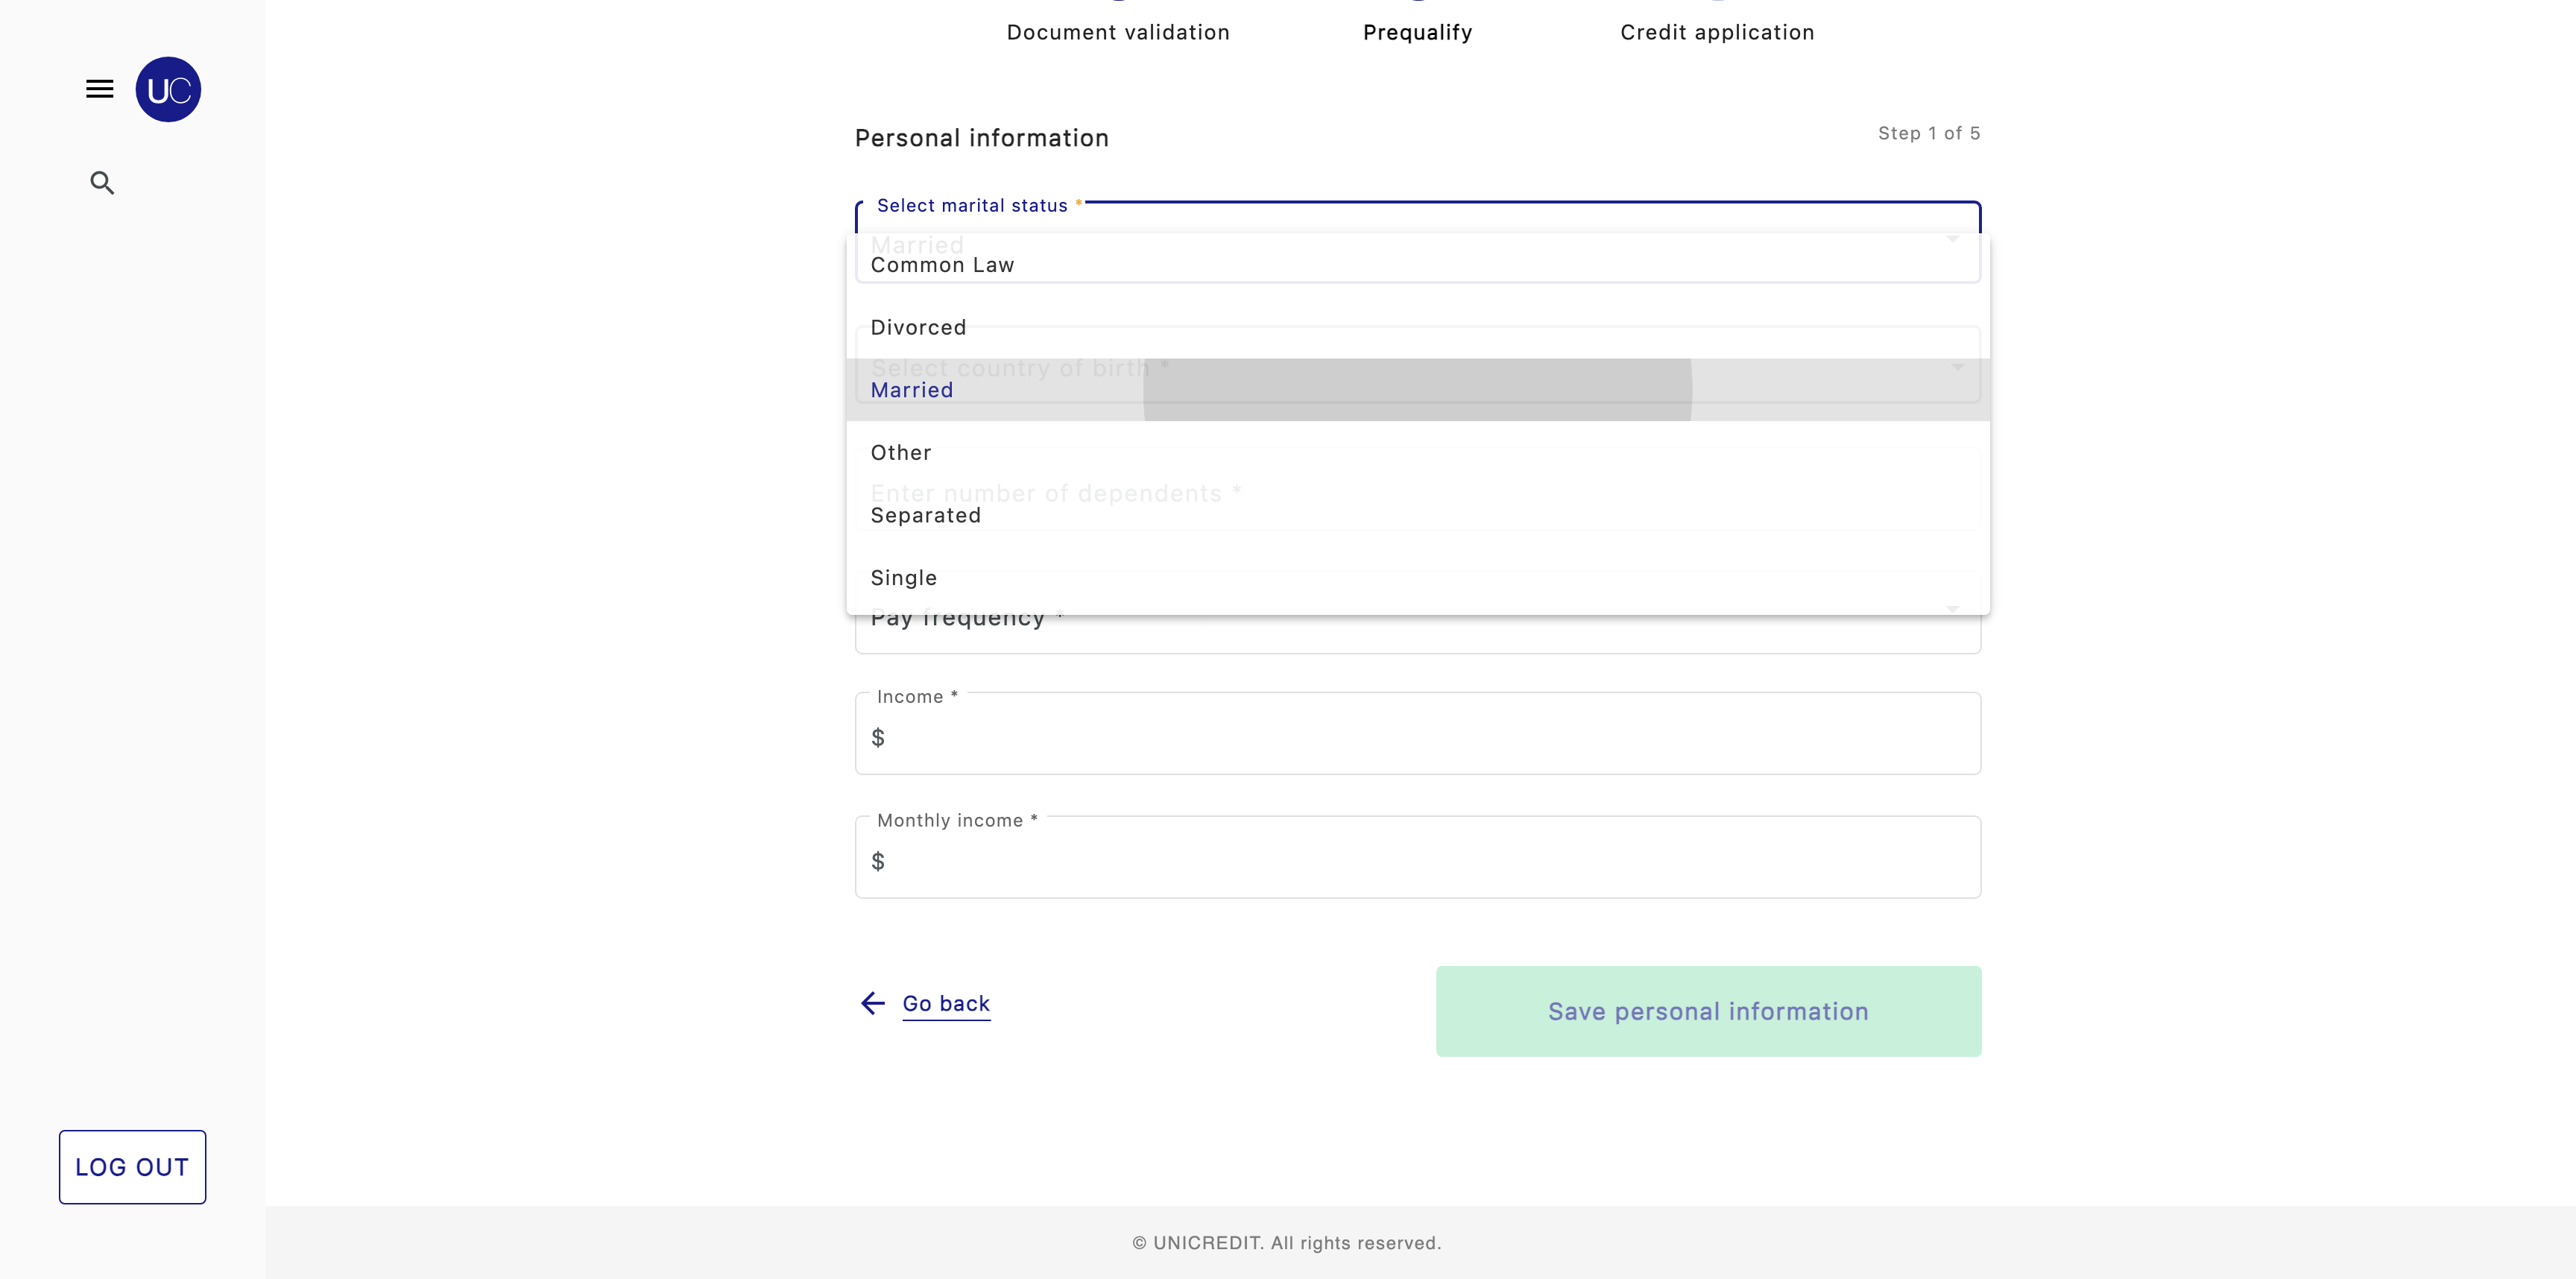 Document validation
Prequalify
Credit application
UC
Personal information
Step 1 of 5
Select marital status *
Married
Common Law
Divorced
Select country of birth *
Married
Other
Enter number of dependents *
Separated
Single
Pay frequency *
Income *
$
Monthly income *
$
Go back
Save personal information
LOG OUT
© UNICREDIT. All rights reserved.